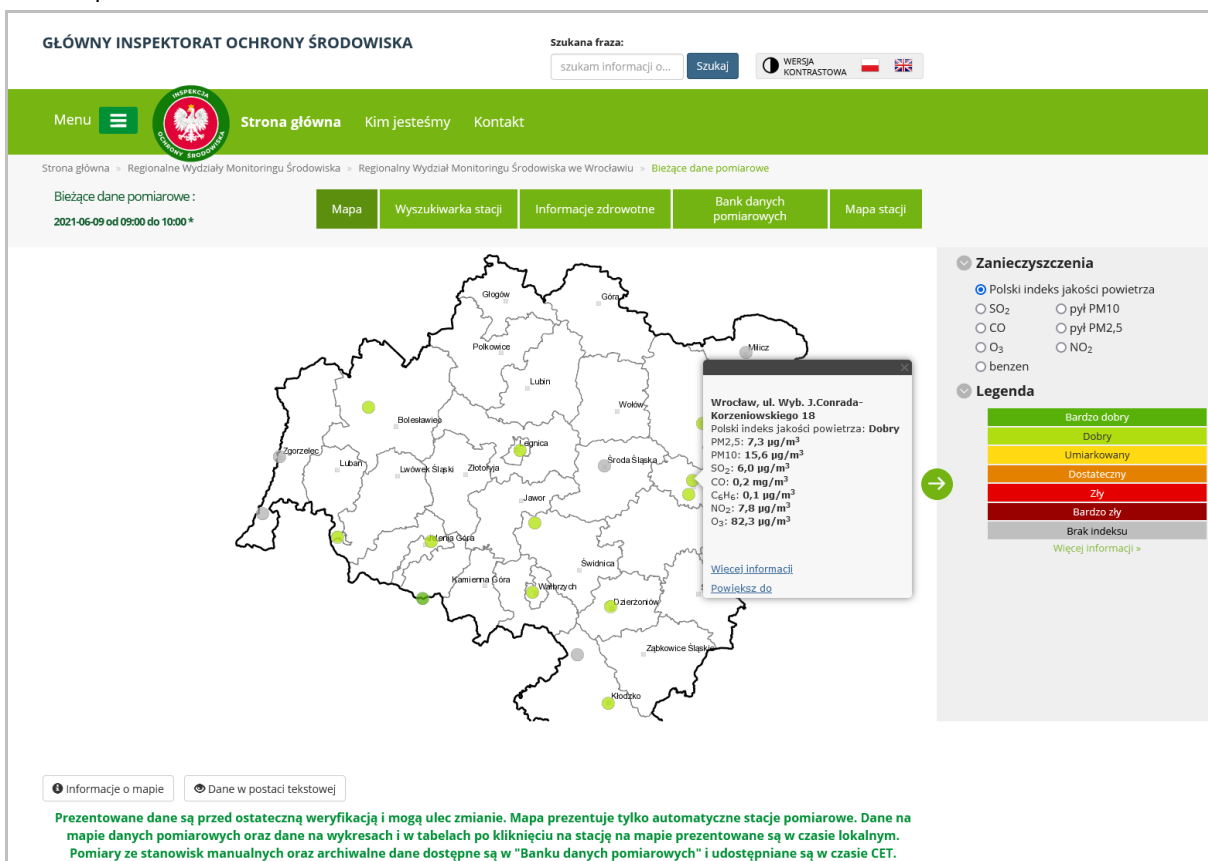 GŁÓWNY INSPEKTORAT OCHRONY ŚRODOWISKA
Szukana fraza:
szukam informacji o...
Szukaj
WERSJA
KONTRASTOWA
Menu
INSPEKCJA
OCHRONY ŚRODOWISKA
Strona główna
Kim jesteśmy
Kontakt
Strona główna » Regionalne Wydziały Monitoringu Środowiska » Regionalny Wydział Monitoringu Środowiska we Wrocławiu » Bieżące dane pomiarowe
Bieżące dane pomiarowe :
2021-06-09 od 09:00 do 10:00 *
Mapa
Wyszukiwarka stacji
Informacje zdrowotne
Bank danych
pomiarowych
Mapa stacji
Głogów
Góra
Polkowice
Milicz
Lubin
Wołów
Bolesławiec
Legnica
Zgorzelec
Lubań
Lwówek Śląski
Złotoryja
Środa Śląska
Jawor
Jelenia Góra
Świdnica
Kamienna Góra
Wałbrzych
Dzierżoniów
Ząbkowice Śląskie
Kłodzko
Wrocław, ul. Wyb. J.Conrada-
Korzeniowskiego 18
Polski indeks jakości powietrza: Dobry
PM2,5: 7,3 µg/m³
PM10: 15,6 µg/m³
SO₂: 6,0 µg/m³
CO: 0,2 mg/m³
C₆H₆: 0,1 µg/m³
NO₂: 7,8 µg/m³
O₃: 82,3 µg/m³
Więcej informacji
Powiększ do
Zanieczyszczenia
Polski indeks jakości powietrza
SO₂ pył PM10
CO pył PM2,5
O₃ NO₂
benzen
Legenda
Bardzo dobry
Dobry
Umiarkowany
Dostateczny
Zły
Bardzo zły
Brak indeksu
Więcej informacji »
Informacje o mapie
Dane w postaci tekstowej
Prezentowane dane są przed ostateczną weryfikacją i mogą ulec zmianie. Mapa prezentuje tylko automatyczne stacje pomiarowe. Dane na
mapie danych pomiarowych oraz dane na wykresach i w tabelach po kliknięciu na stację na mapie prezentowane są w czasie lokalnym.
Pomiary ze stanowisk manualnych oraz archiwalne dane dostępne są w "Banku danych pomiarowych" i udostępniane są w czasie CET.